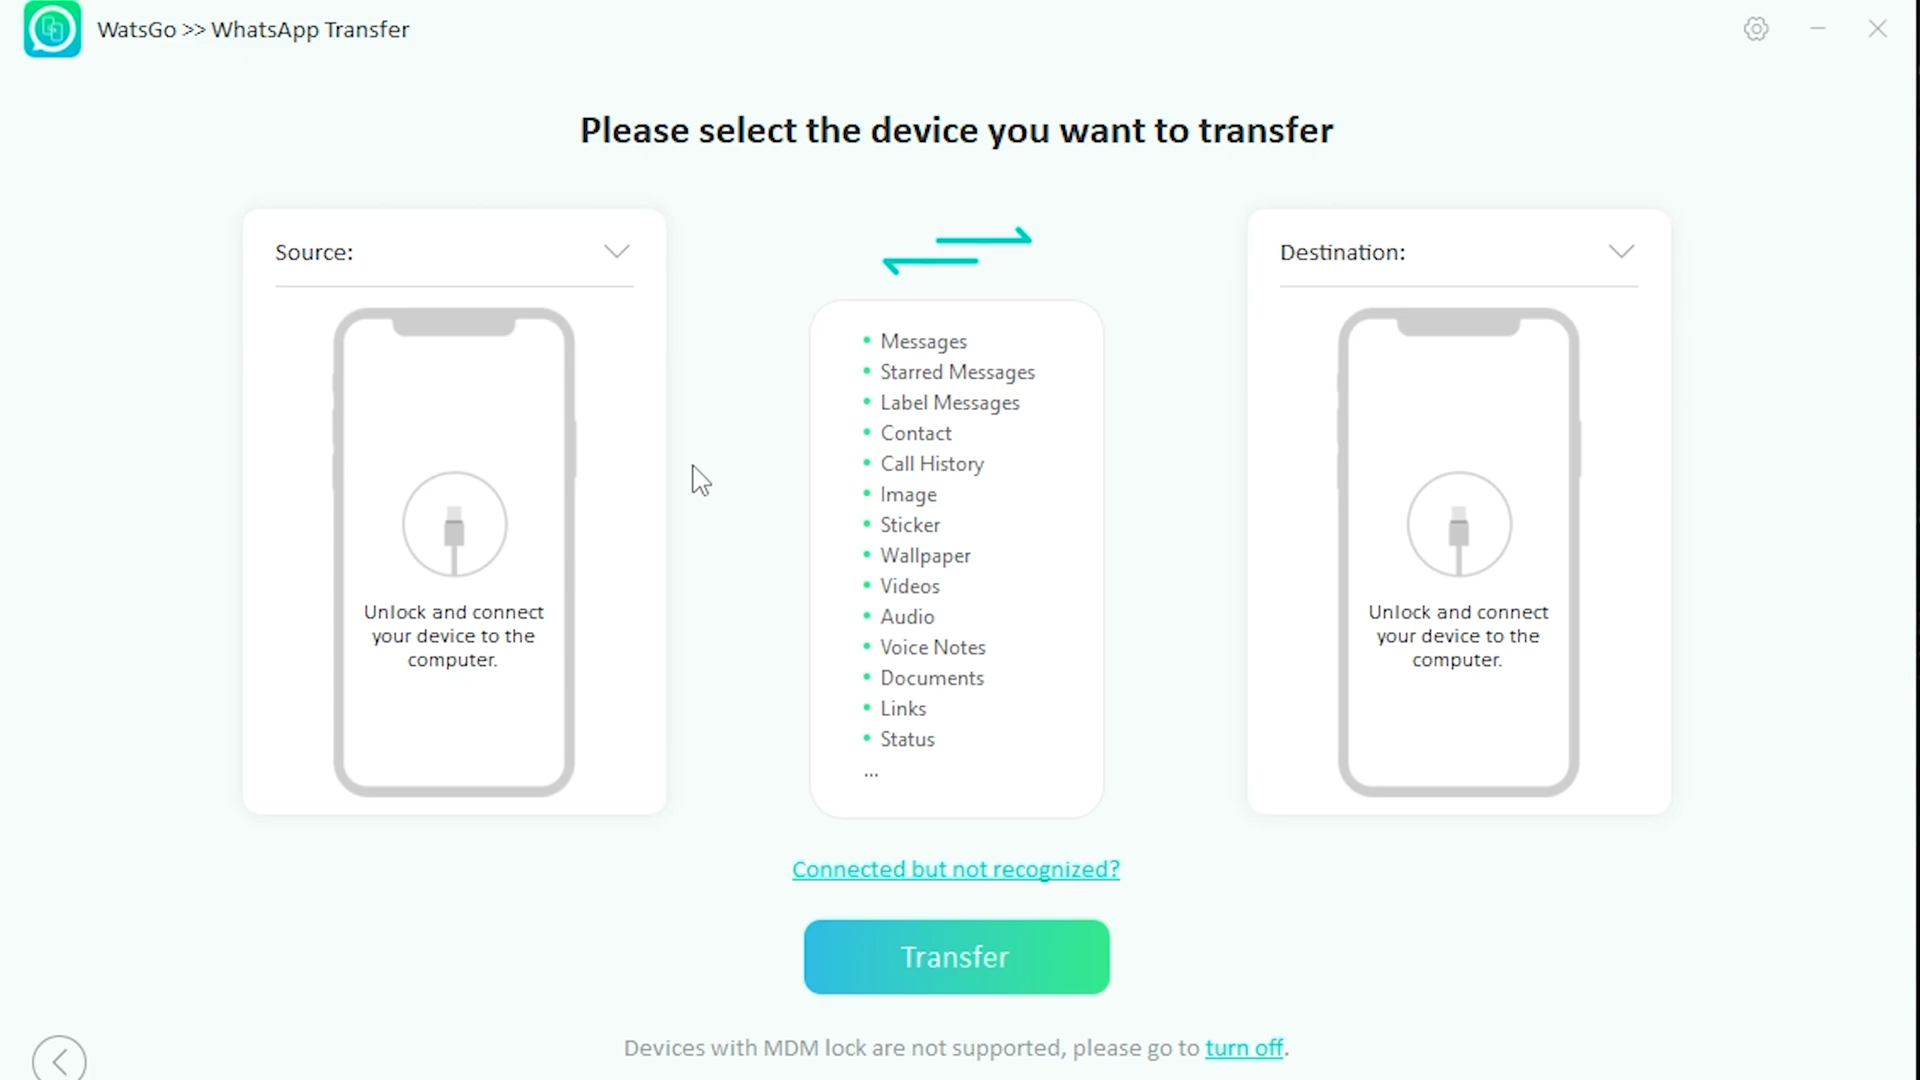 WatsGo >> WhatsApp Transfer
Please select the device you want to transfer
Source:
Unlock and connect
your device to the
computer.
Messages
Starred Messages
Label Messages
Contact
Call History
Image
Sticker
Wallpaper
Videos
Audio
Voice Notes
Documents
Links
Status
...
Destination:
Unlock and connect
your device to the
computer.
Connected but not recognized?
Transfer
Devices with MDM lock are not supported, please go to turn off.